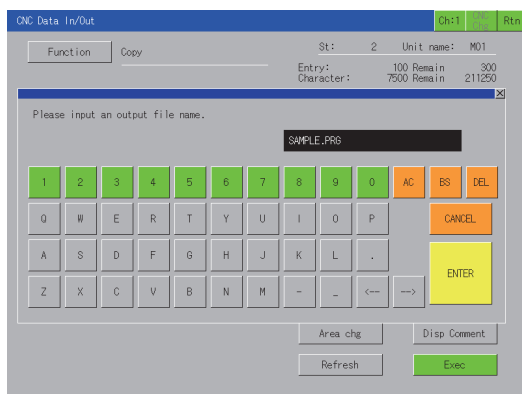 CNC Data In/Out Ch:1 CNC Chg Rtn
Function Copy St: 2 Unit name: M01
Entry: 100 Remain 300
Character: 7500 Remain 211250
Please input an output file name.
SAMPLE.PRG
1 2 3 4 5 6 7 8 9 0 AC BS DEL
Q W E R T Y U I O P CANCEL
A S D F G H J K L . ENTER
Z X C V B N M - _ <-- -->
Area chg Disp Comment
Refresh Exec